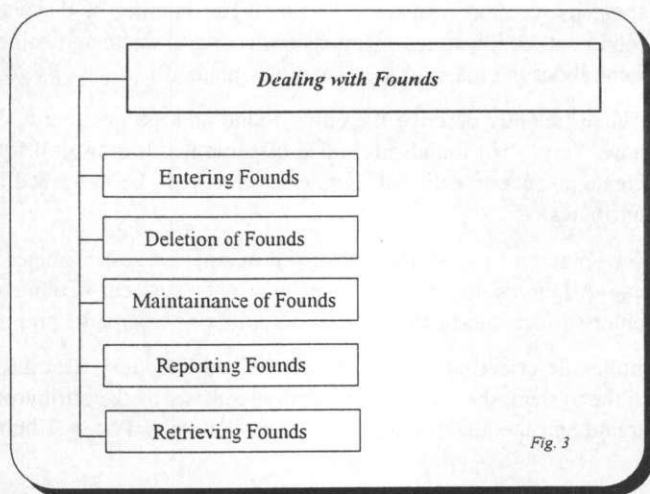 Dealing with Founds
Entering Founds
Deletion of Founds
Maintainance of Founds
Reporting Founds
Retrieving Founds
Fig. 3